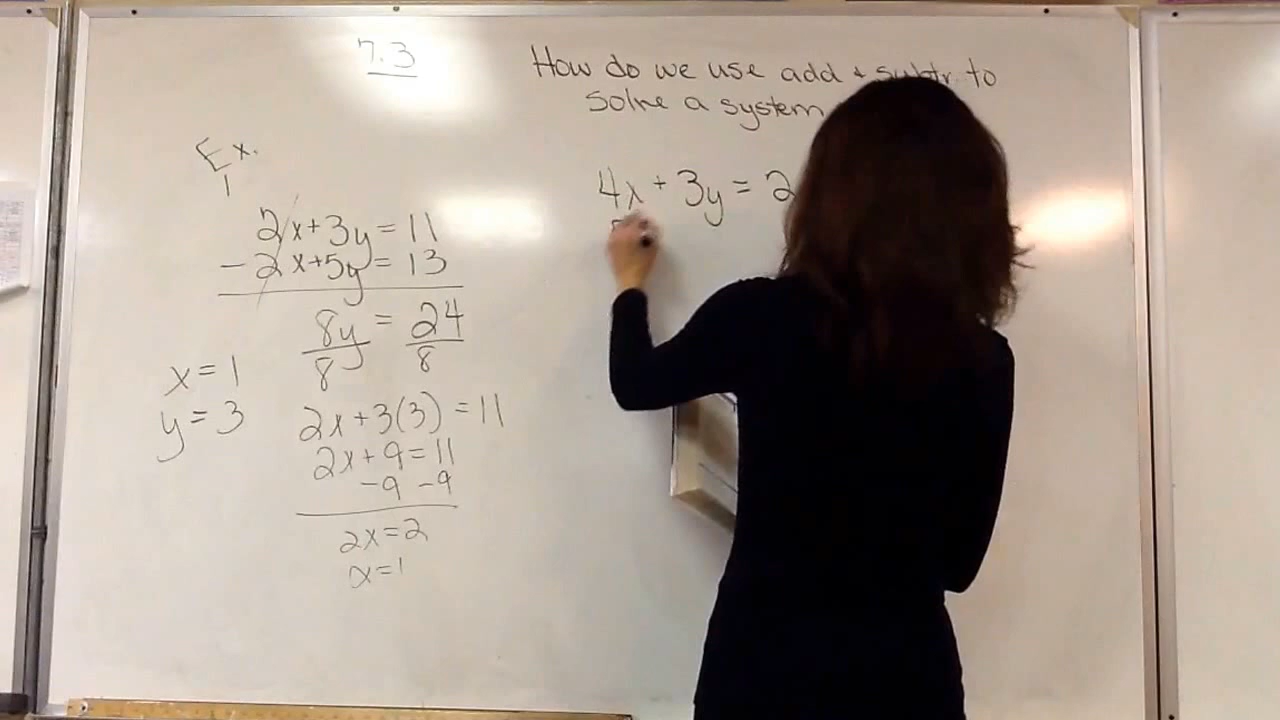 7.3
How do we use add + subtr. to
solve a system
Ex.
1
2x+3y=11
-2x+5y=13
8y = 24
8 8
x=1
y=3
2x+3(3)=11
2x+9=11
-9 -9
2x=2
x=1
4x+3y=2